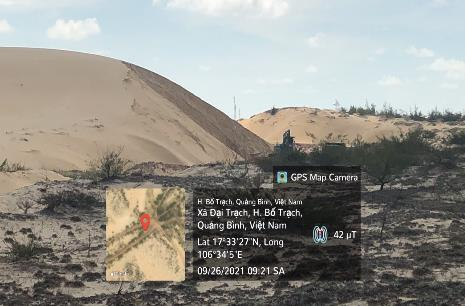 GPS Map Camera
H. Bố Trạch, Quảng Bình, Việt Nam
Xã Đại Trạch, H. Bố Trạch,
Quảng Bình, Việt Nam
Lat 17°33'27"N, Long
106°34'5"E
09/26/2021 09:21 SA
42 µT